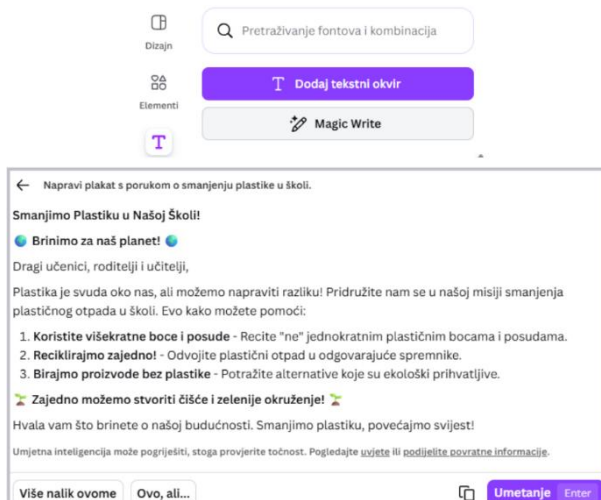 Dizajn
Pretraživanje fontova i kombinacija
Elementi
T Dodaj tekstni okvir
Magic Write
T
← Napravi plakat s porukom o smanjenju plastike u školi.
Smanjimo Plastiku u Našoj Školi!
🌍 Brinimo za naš planet! 🌍
Dragi učenici, roditelji i učitelji,
Plastika je svuda oko nas, ali možemo napraviti razliku! Pridružite nam se u našoj misiji smanjenja
plastičnog otpada u školi. Evo kako možete pomoći:
1. Koristite višekratne boce i posude - Recite "ne" jednokratnim plastičnim bocama i posudama.
2. Reciklirajmo zajedno! - Odvojite plastični otpad u odgovarajuće spremnike.
3. Birajmo proizvode bez plastike - Potražite alternative koje su ekološki prihvatljive.
🌱 Zajedno možemo stvoriti čišće i zelenije okruženje! 🌱
Hvala vam što brinete o našoj budućnosti. Smanjimo plastiku, povećajmo svijest!
Umjetna inteligencija može pogriješiti, stoga provjerite točnost. Pogledajte uvjete ili podijelite povratne informacije.
Više nalik ovome
Ovo, ali...
Umetanje Enter